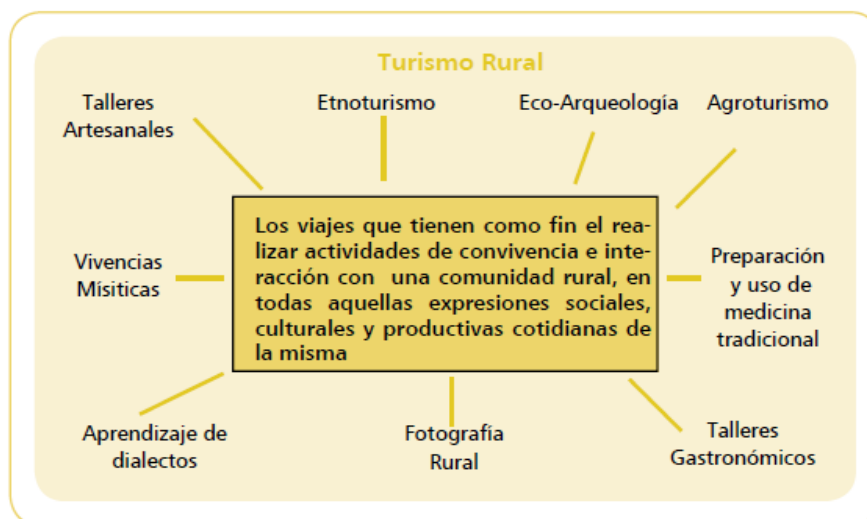 Turismo Rural
Talleres
Artesanales
Etnoturismo
Eco-Arqueología
Agroturismo
Los viajes que tienen como fin el rea-
lizar actividades de convivencia e inte-
racción con una comunidad rural, en
todas aquellas expresiones sociales,
culturales y productivas cotidianas de
la misma
Vivencias
Mísiticas
Preparación
y uso de
medicina
tradicional
Aprendizaje de
dialectos
Fotografía
Rural
Talleres
Gastronómicos